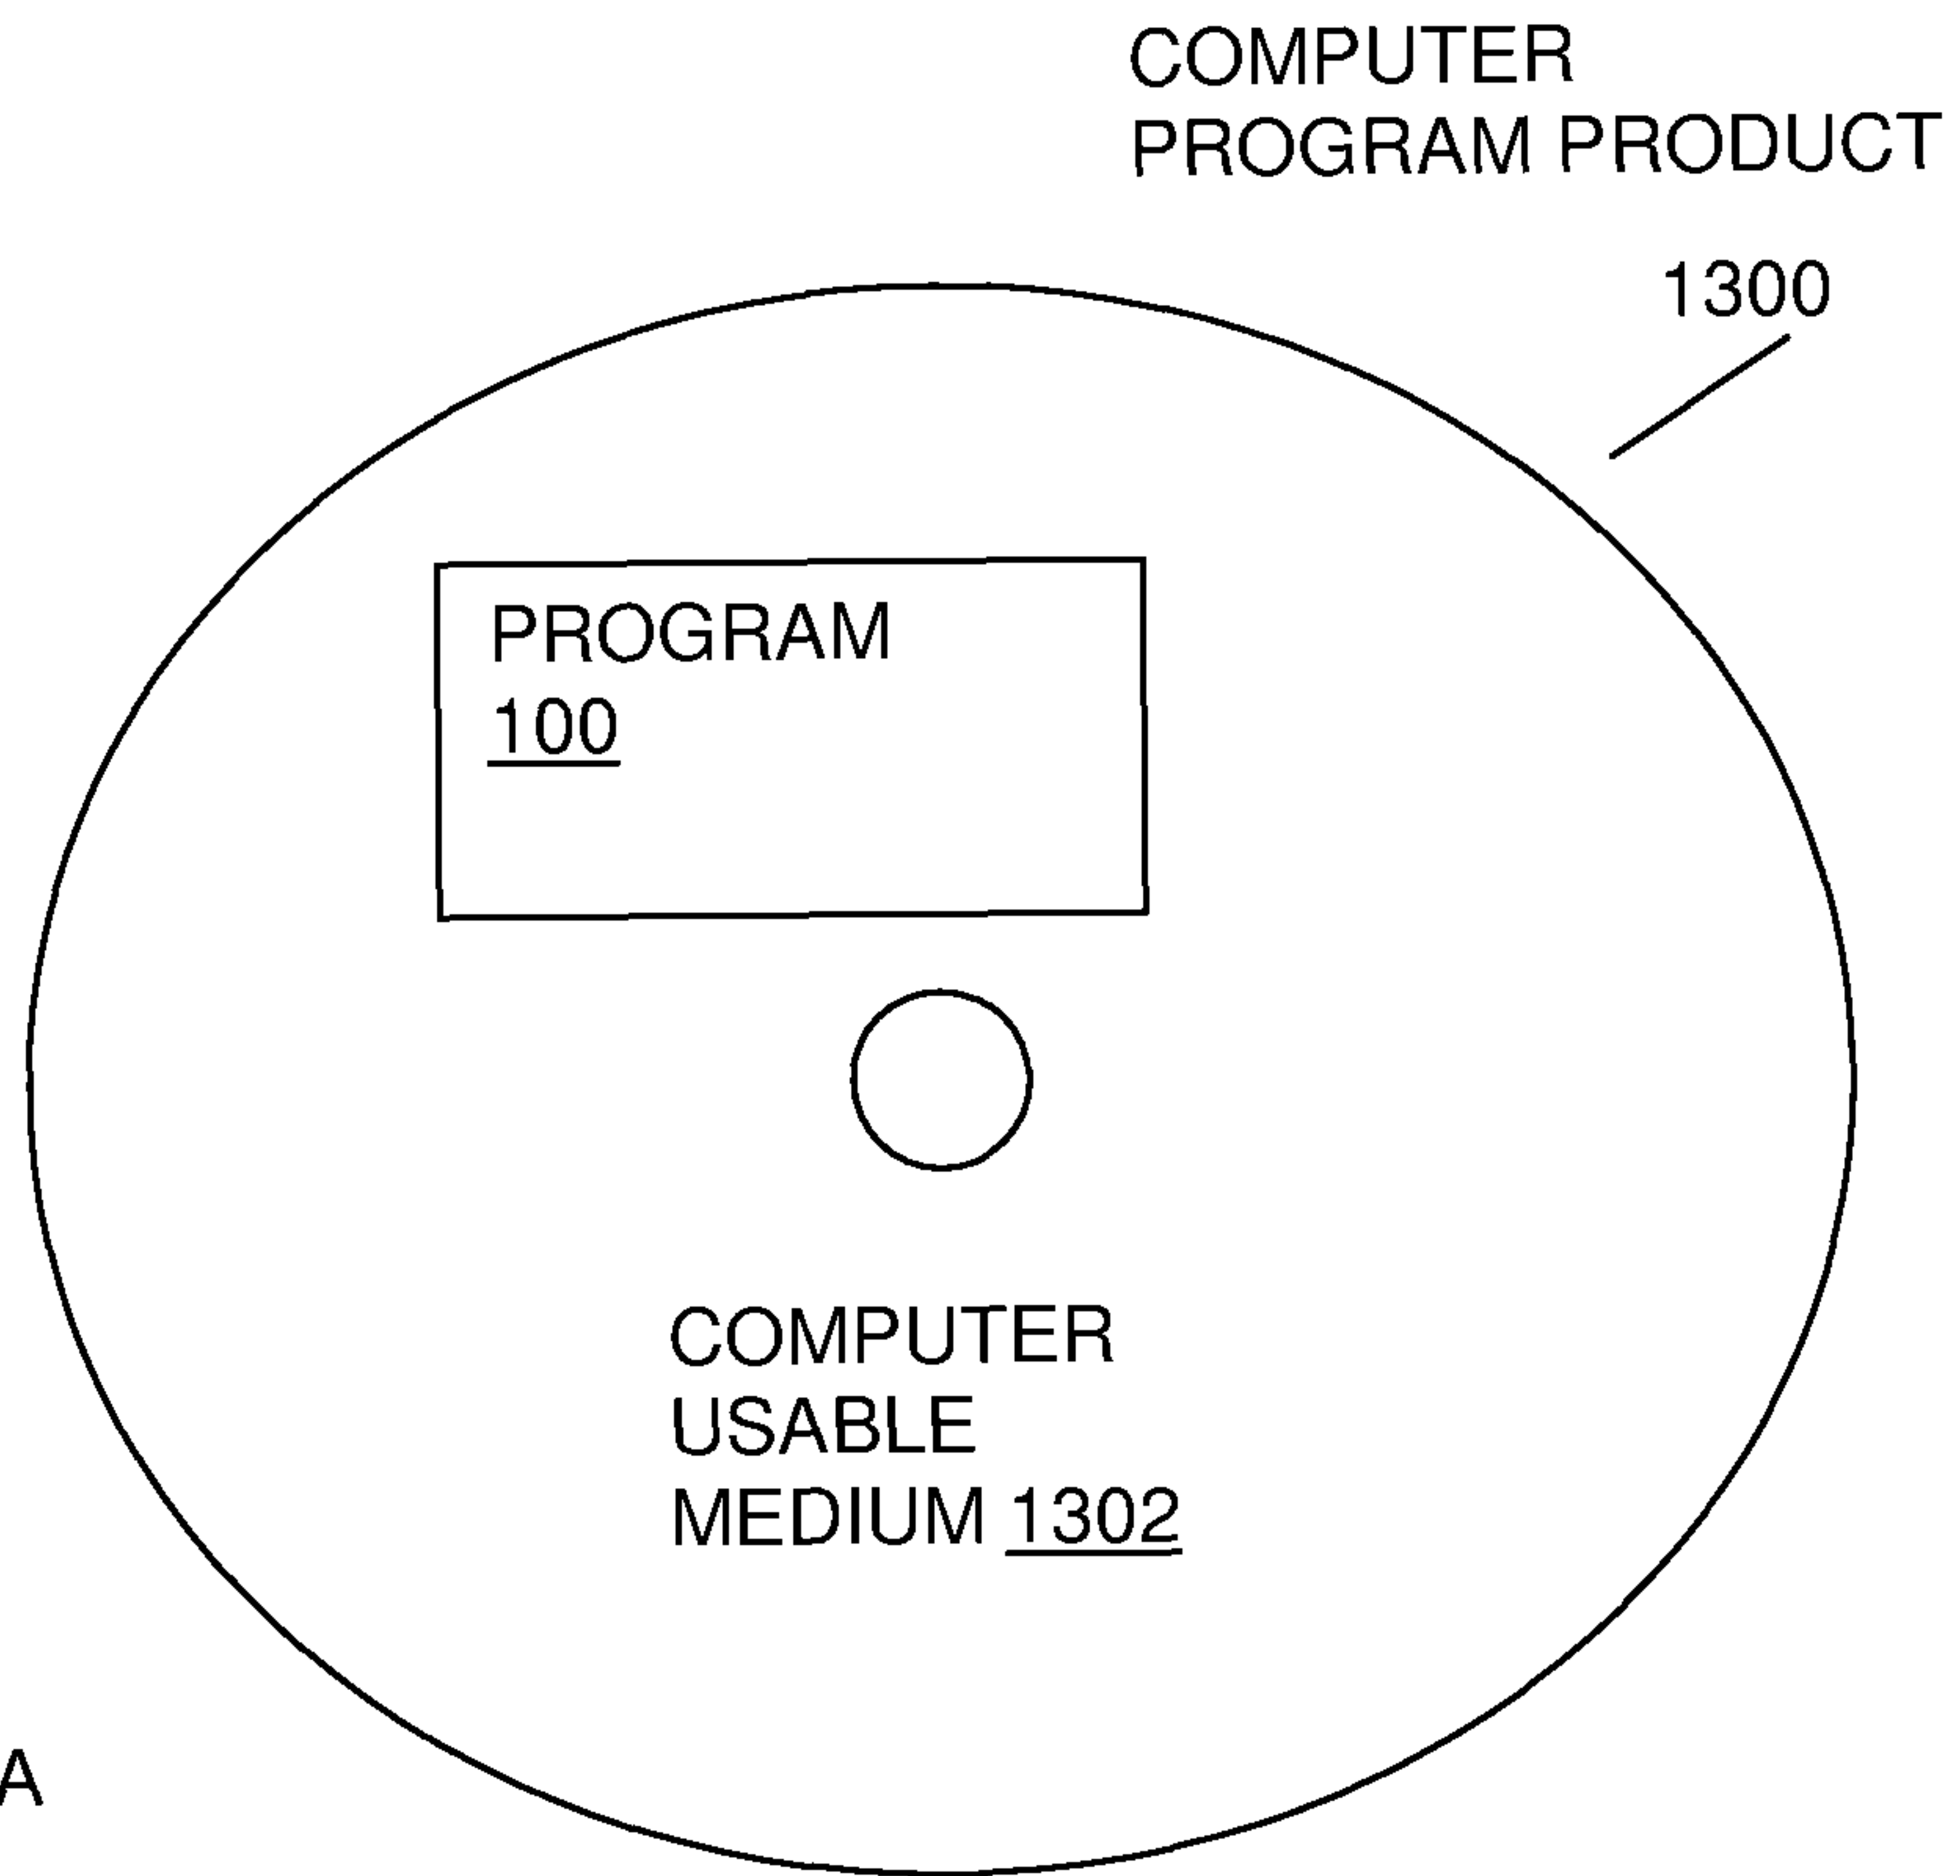 COMPUTER
PROGRAM PRODUCT
1300
PROGRAM
100
COMPUTER
USABLE
MEDIUM 1302
A